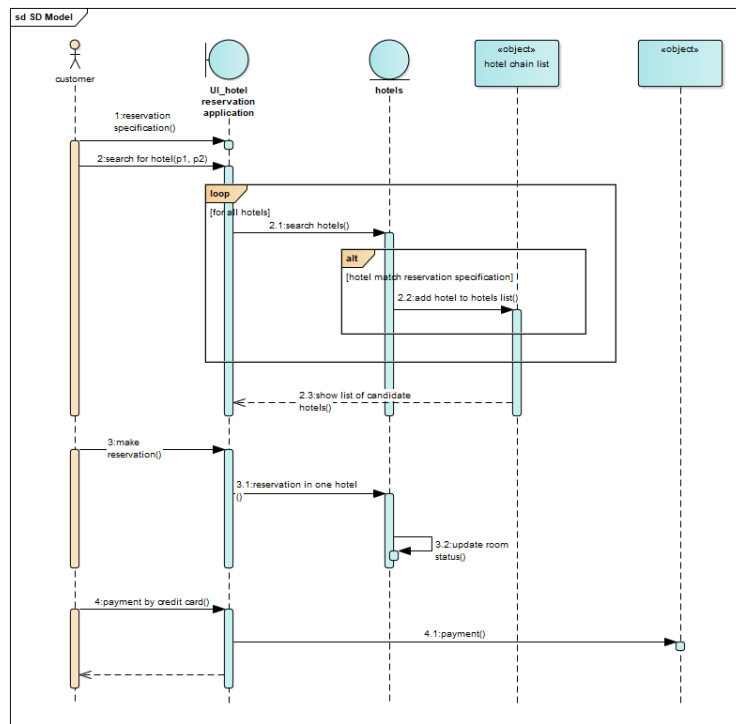 sd SD Model
customer
UI_hotel
reservation
application
hotels
«object»
hotel chain list
«object»
1:reservation
specification()
2:search for hotel(p1, p2)
loop
[for all hotels]
2.1:search hotels()
alt
[hotel match reservation specification]
2.2:add hotel to hotels list()
2.3:show list of candidate
hotels()
3:make
reservation()
3.1:reservation in one hotel
()
3.2:update room
status()
4:payment by credit card()
4.1:payment()